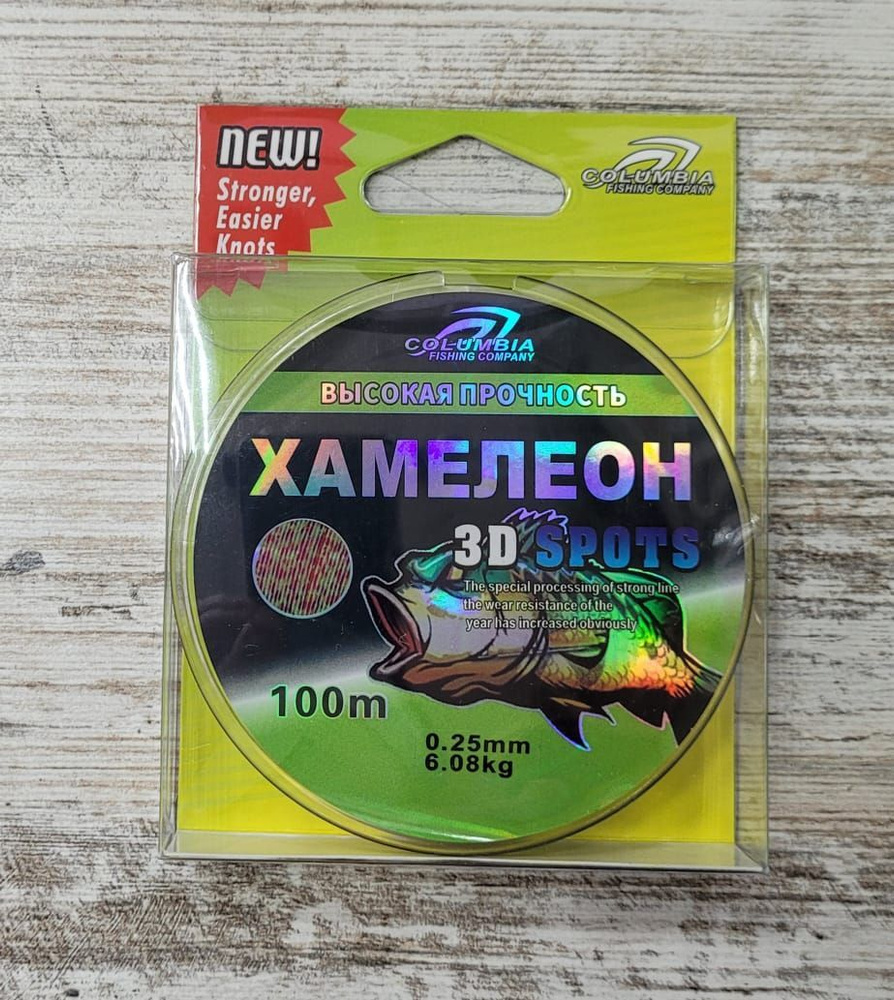 NEW!
Stronger,
Easier
Knots
COLUMBIA
FISHING COMPANY
COLUMBIA
FISHING COMPANY
ВЫСОКАЯ ПРОЧНОСТЬ
ХАМЕЛЕОН
3D SPOTS
The special processing of strong line
the wear resistance of the
year has increased obviously
100m
0.25mm
6.08kg